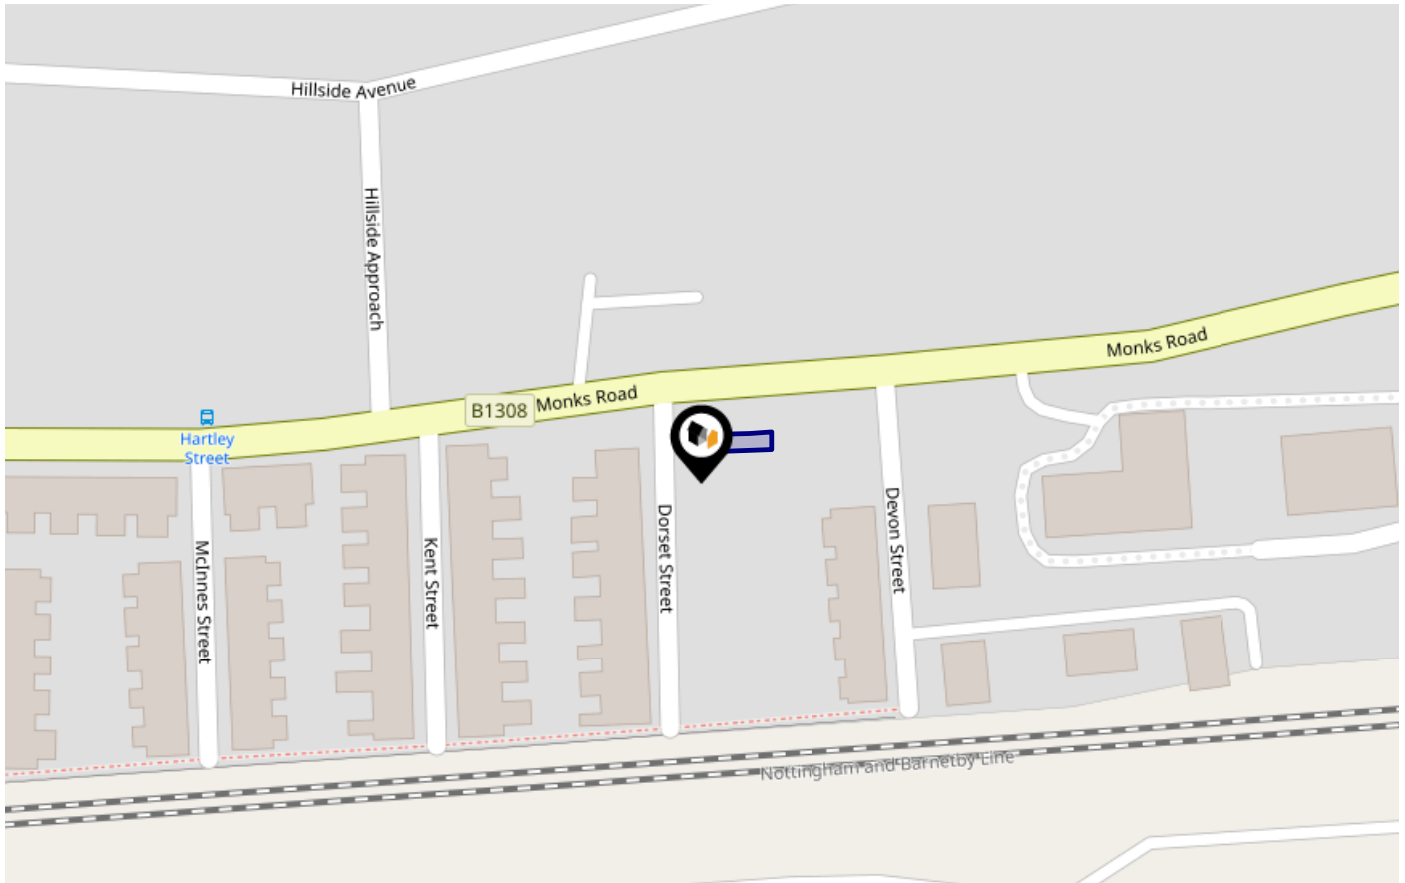 Hillside Avenue
Hillside Approach
B1308
Monks Road
Monks Road
Hartley
Street
McInnes Street
Kent Street
Dorset Street
Devon Street
Nottingham and Barnetby Line